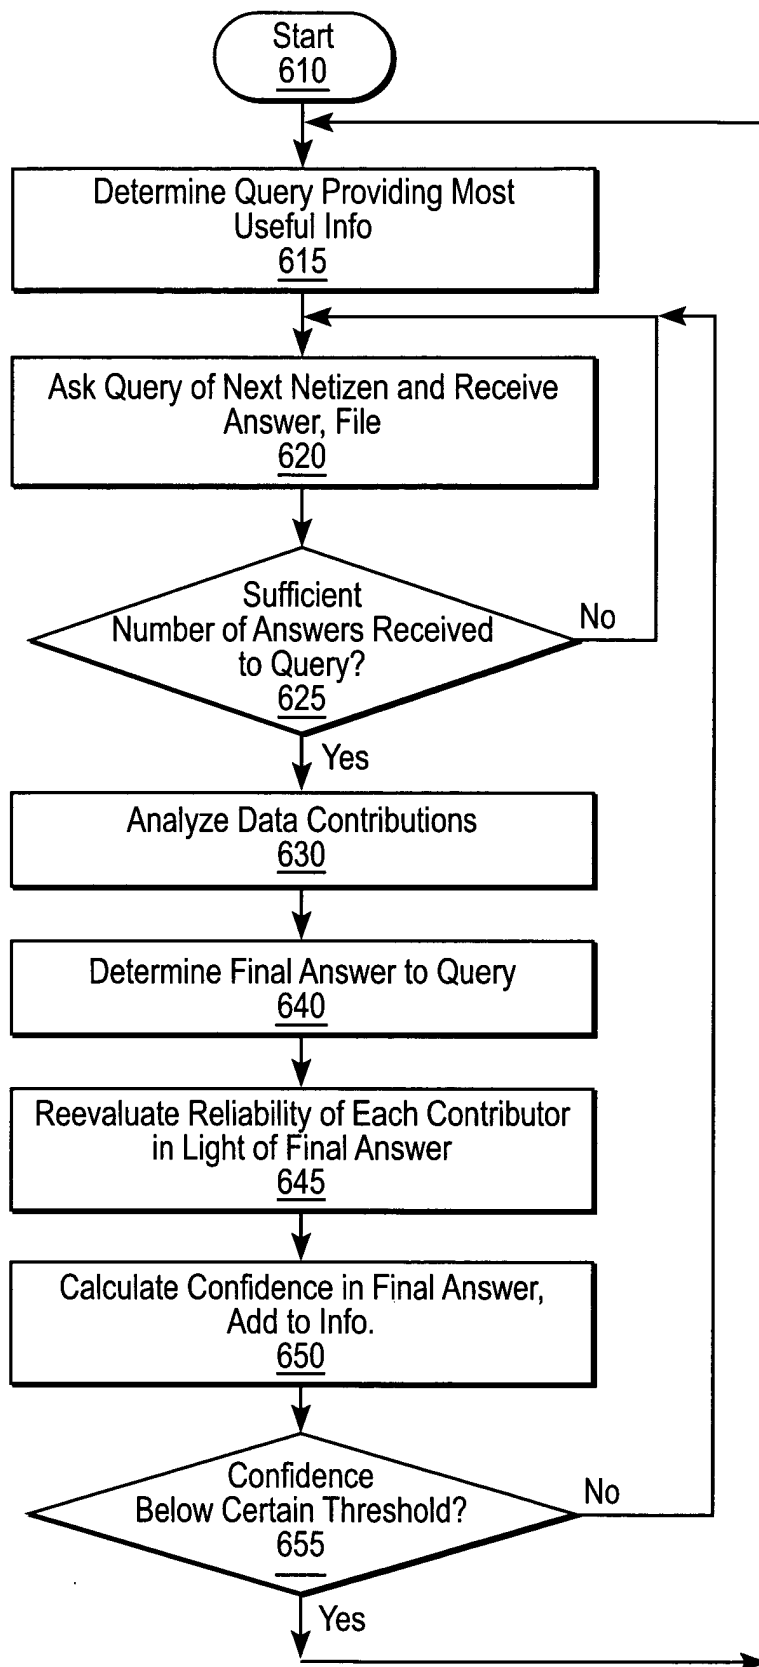 Start
610
Determine Query Providing Most
Useful Info
615
Ask Query of Next Netizen and Receive
Answer, File
620
Sufficient
Number of Answers Received
to Query?
625
No
Yes
Analyze Data Contributions
630
Determine Final Answer to Query
640
Reevaluate Reliability of Each Contributor
in Light of Final Answer
645
Calculate Confidence in Final Answer,
Add to Info.
650
Confidence
Below Certain Threshold?
655
No
Yes